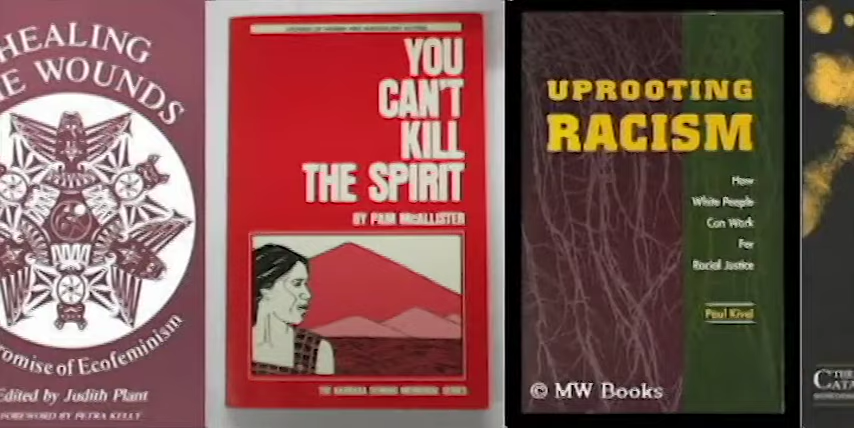 HEALING
E WOUNDS
romise of Ecofeminism
Edited by Judith Plant
FOREWORD BY PETRA KELLY
YOU
CAN'T
KILL
THE SPIRIT
BY PAM McALLISTER
THE BARBARA DEMING MEMORIAL SERIES
UPROOTING
RACISM
How
White People
Can Work
For
Racial Justice
Paul Kivel
© MW Books
THE
CATA